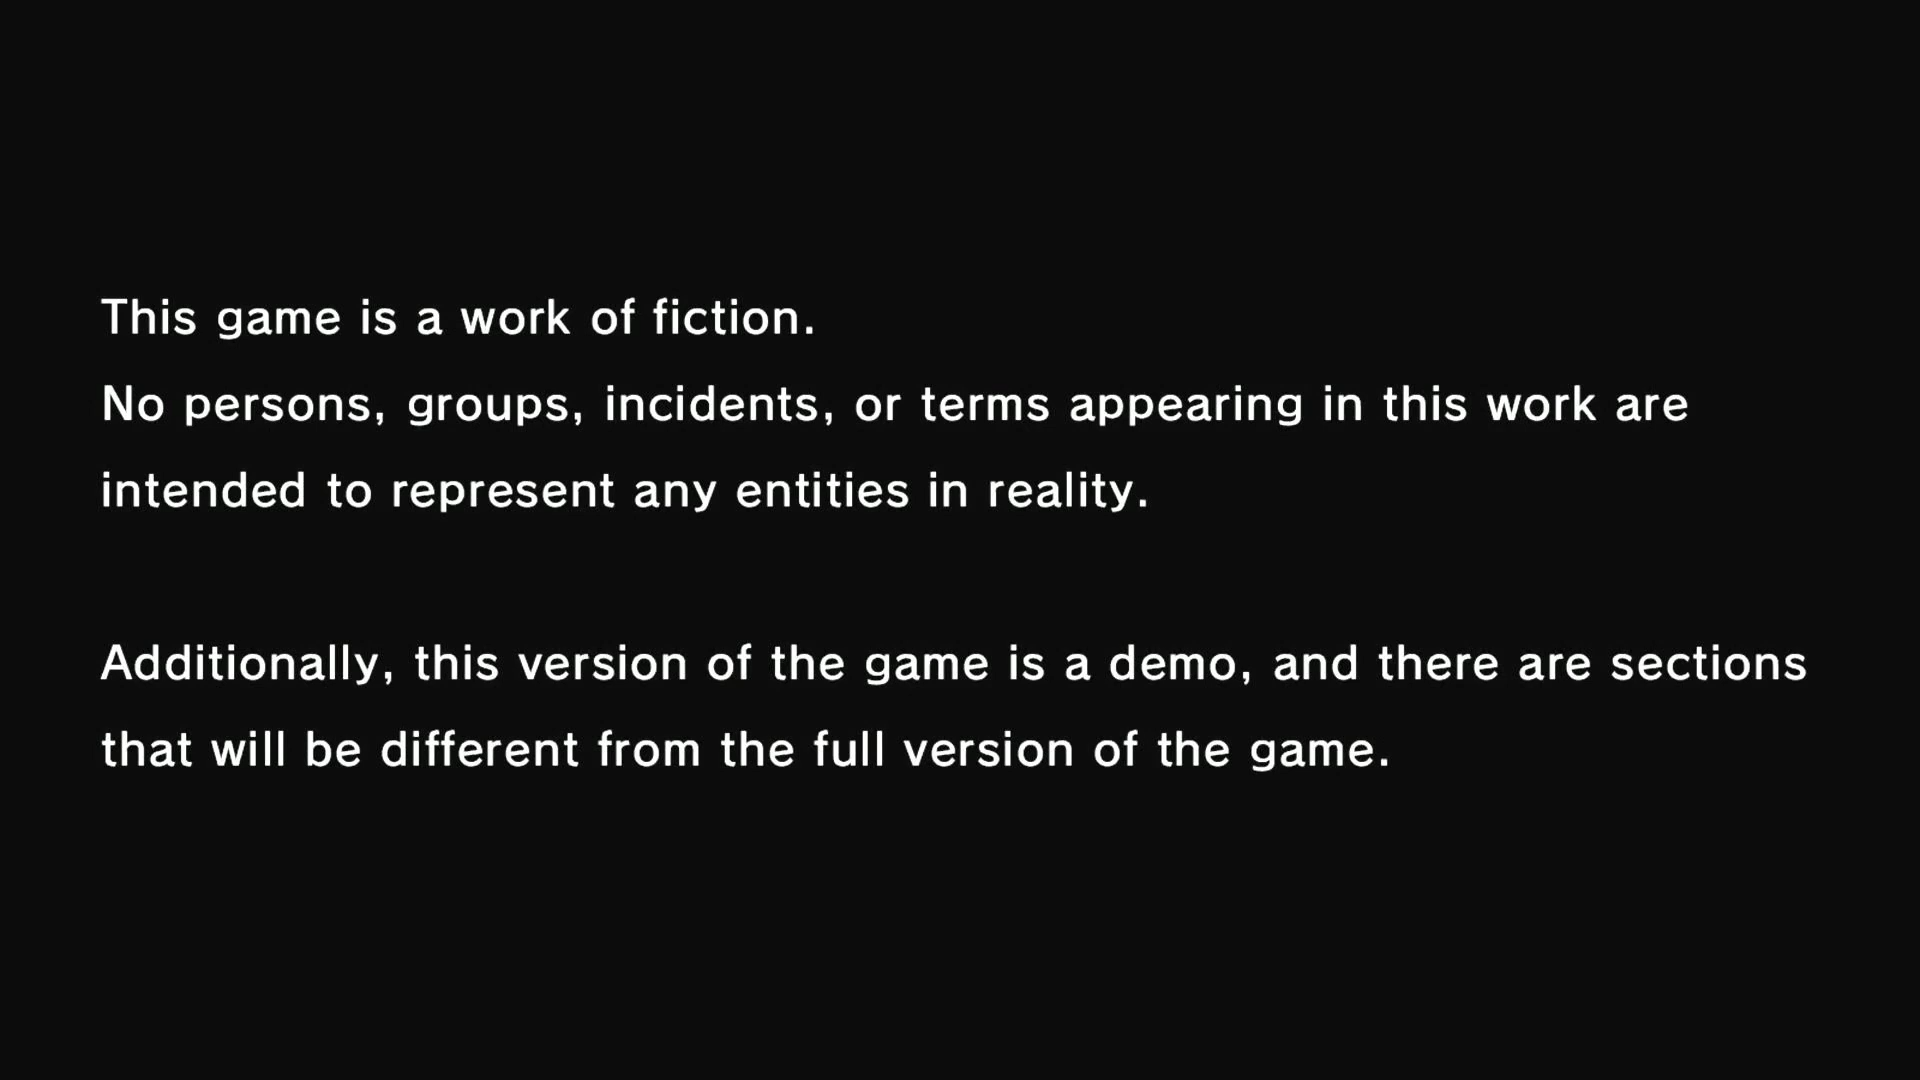 This game is a work of fiction.
No persons, groups, incidents, or terms appearing in this work are
intended to represent any entities in reality.
Additionally, this version of the game is a demo, and there are sections
that will be different from the full version of the game.